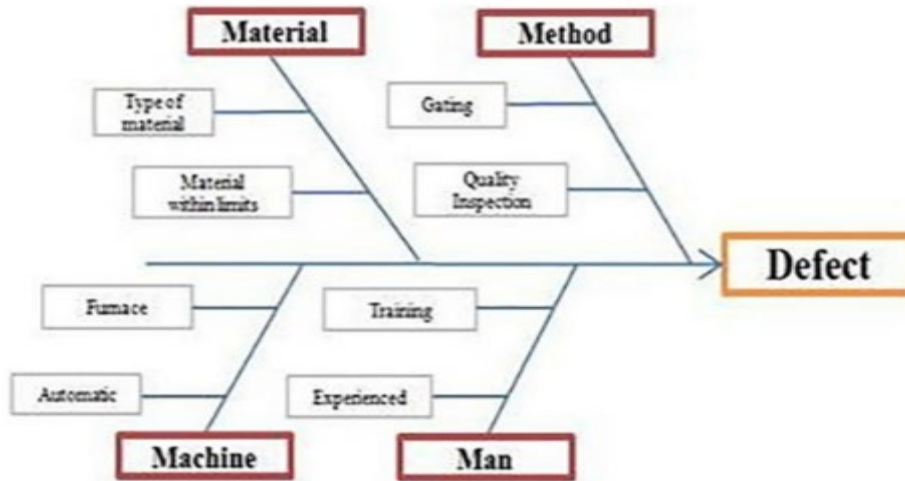 Material
Method
Type of
material
Gating
Material
within limits
Quality
Inspection
Defect
Furnace
Training
Automatic
Experienced
Machine
Man